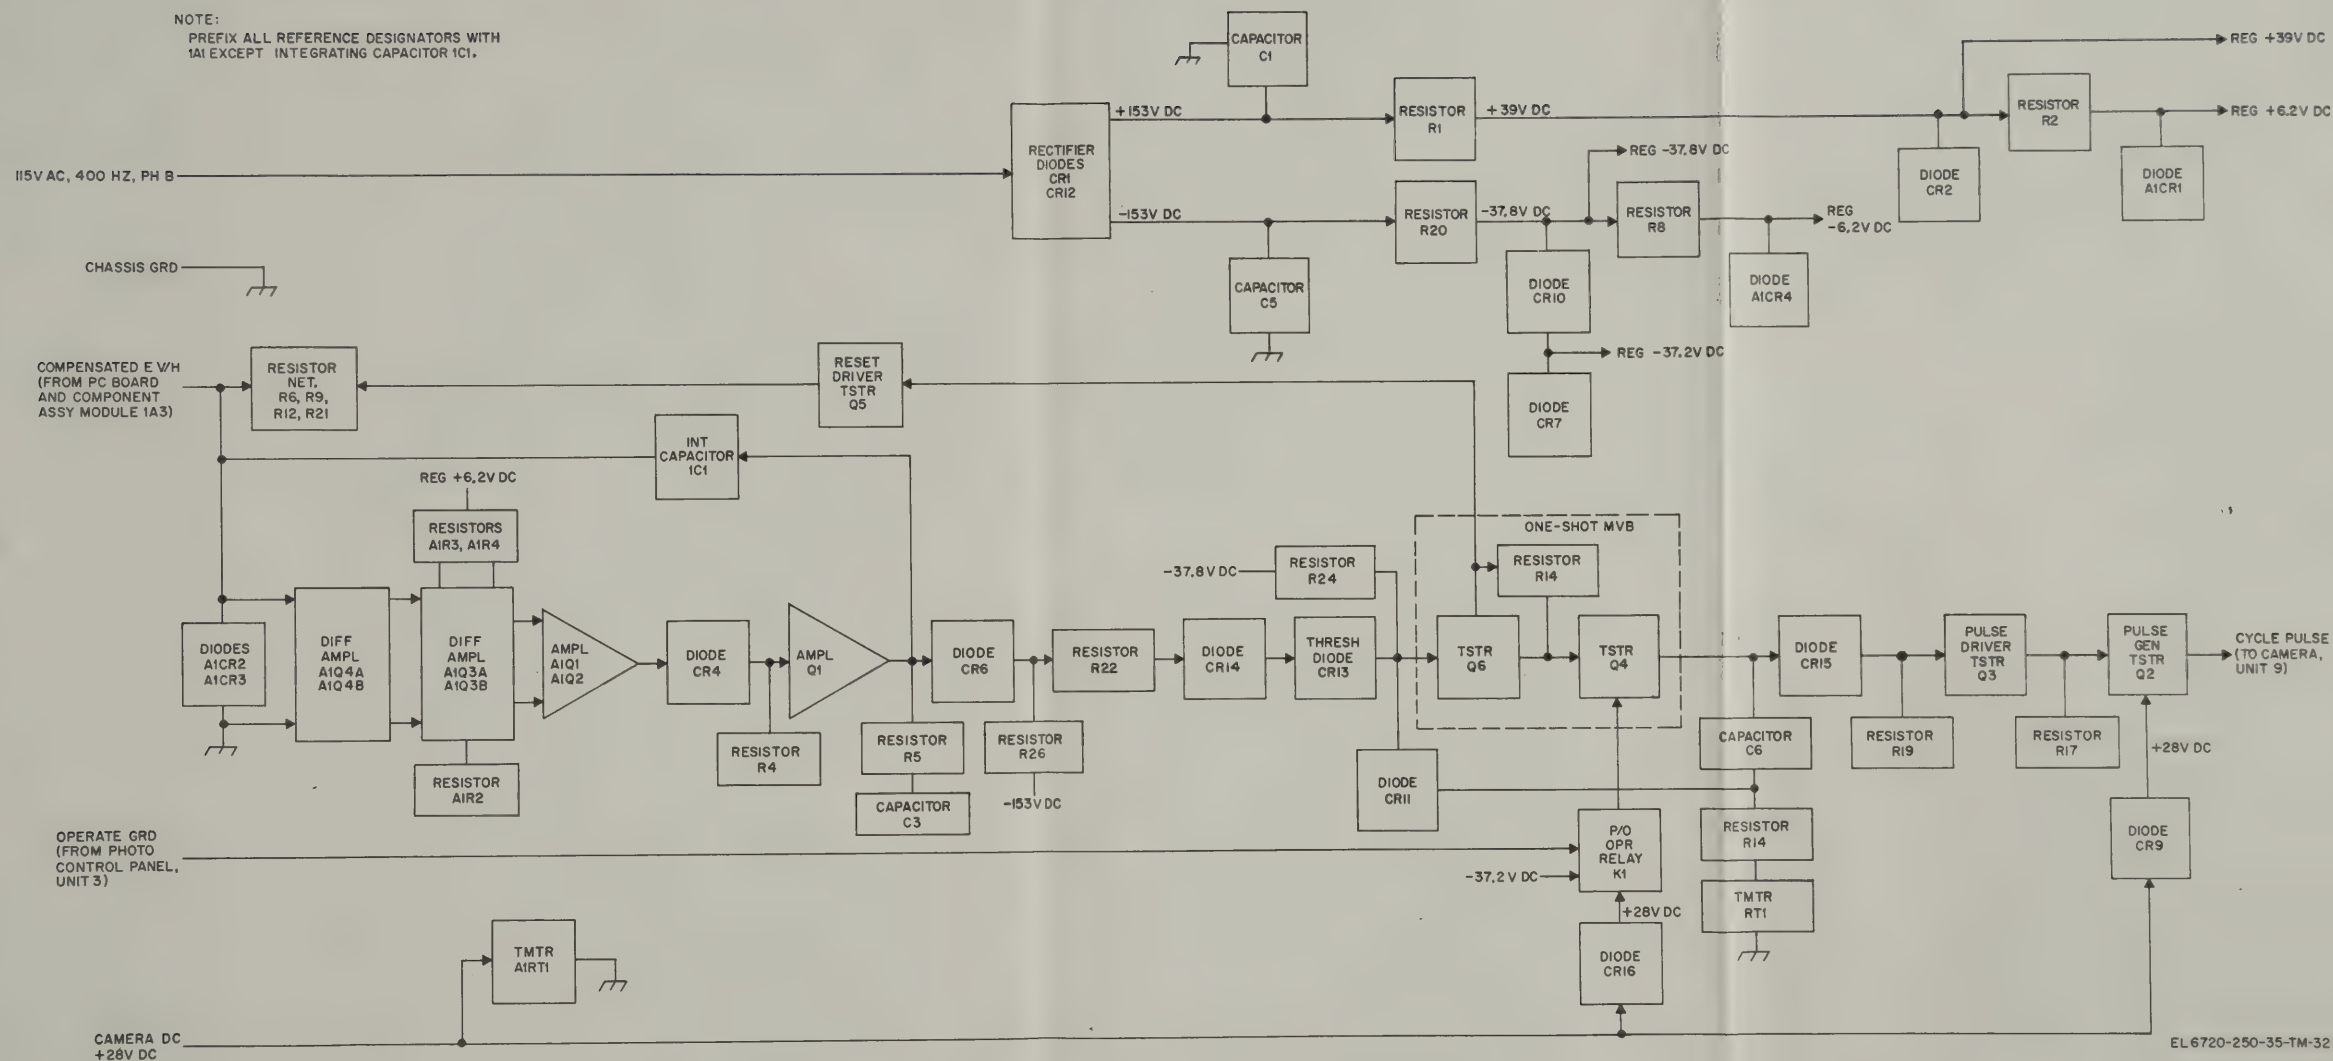 NOTE:
PREFIX ALL REFERENCE DESIGNATORS WITH
1A1 EXCEPT INTEGRATING CAPACITOR 1C1.
CAPACITOR
C1
REG +39V DC
+153V DC
RESISTOR
R1
+39V DC
RESISTOR
R2
REG +6.2V DC
115V AC, 400 HZ, PH B
RECTIFIER
DIODES
CR1
CR12
REG -37.8V DC
DIODE
CR2
DIODE
A1CR1
-153V DC
RESISTOR
R20
-37.8V DC
RESISTOR
R8
REG
-6.2V DC
CHASSIS GRD
CAPACITOR
C5
DIODE
CR10
DIODE
A1CR4
REG -37.2V DC
DIODE
CR7
COMPENSATED E V/H
(FROM PC BOARD
AND COMPONENT
ASSY MODULE 1A3)
RESISTOR
NET.
R6, R9,
R12, R21
RESET
DRIVER
TSTR
Q5
INT
CAPACITOR
1C1
REG +6.2V DC
RESISTORS
A1R3, A1R4
ONE-SHOT MVB
-37.8V DC
RESISTOR
R24
RESISTOR
R14
DIODES
A1CR2
A1CR3
DIFF
AMPL
A1Q4A
A1Q4B
DIFF
AMPL
A1Q3A
A1Q3B
AMPL
A1Q1
A1Q2
DIODE
CR4
AMPL
Q1
DIODE
CR6
RESISTOR
R22
DIODE
CR14
THRESH
DIODE
CR13
TSTR
Q6
TSTR
Q4
DIODE
CR15
PULSE
DRIVER
TSTR
Q3
PULSE
GEN
TSTR
Q2
CYCLE PULSE
(TO CAMERA,
UNIT 9)
RESISTOR
A1R2
RESISTOR
R4
RESISTOR
R5
CAPACITOR
C3
RESISTOR
R26
-153V DC
DIODE
CR11
CAPACITOR
C6
RESISTOR
R19
RESISTOR
R17
+28V DC
OPERATE GRD
(FROM PHOTO
CONTROL PANEL,
UNIT 3)
-37.2V DC
P/O
OPR
RELAY
K1
RESISTOR
R14
DIODE
CR9
+28V DC
TMTR
RT1
TMTR
A1RT1
DIODE
CR16
CAMERA DC
+28V DC
EL6720-250-35-TM-32